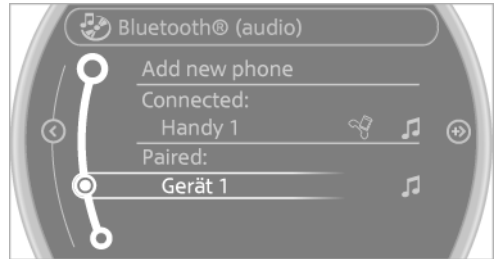 Bluetooth® (audio)
Add new phone
Connected:
Handy 1
Paired:
Gerät 1